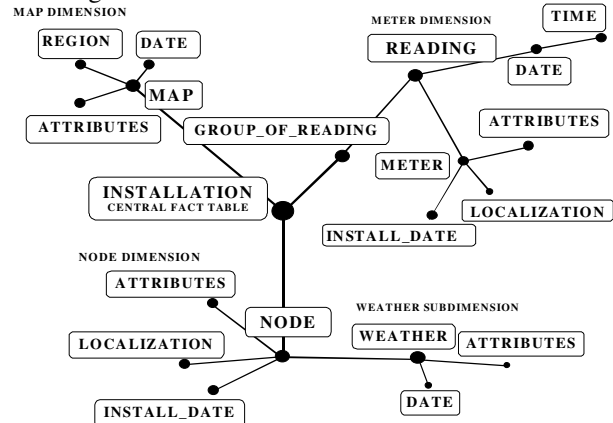 MAP DIMENSION
REGION
DATE
MAP
ATTRIBUTES
METER DIMENSION
TIME
READING
DATE
GROUP_OF_READING
ATTRIBUTES
METER
LOCALIZATION
INSTALL_DATE
INSTALLATION
CENTRAL FACT TABLE
NODE DIMENSION
ATTRIBUTES
NODE
LOCALIZATION
INSTALL_DATE
WEATHER SUBDIMENSION
WEATHER
ATTRIBUTES
DATE